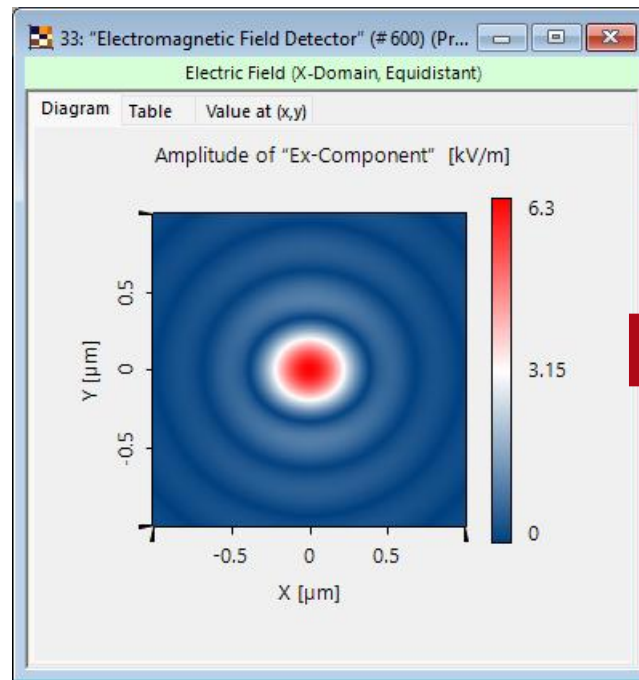 33: "Electromagnetic Field Detector" (# 600) (Pr...
Electric Field (X-Domain, Equidistant)
Diagram Table Value at (x,y)
Amplitude of "Ex-Component" [kV/m]
6.3
3.15
0
Y [µm]
0.5
0
-0.5
-0.5 0 0.5
X [µm]